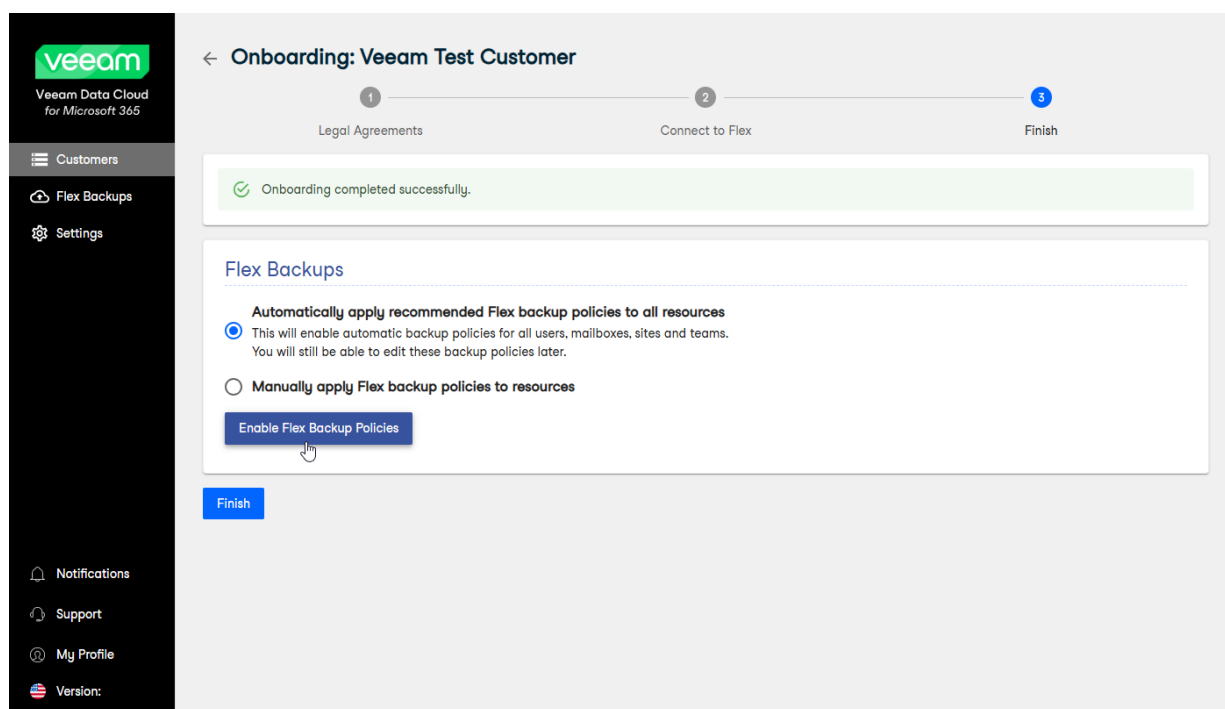 veeam
Veeam Data Cloud
for Microsoft 365
Customers
Flex Backups
Settings
Notifications
Support
My Profile
Version:
← Onboarding: Veeam Test Customer
1
2
3
Legal Agreements
Connect to Flex
Finish
Onboarding completed successfully.
Flex Backups
Automatically apply recommended Flex backup policies to all resources
This will enable automatic backup policies for all users, mailboxes, sites and teams.
You will still be able to edit these backup policies later.
Manually apply Flex backup policies to resources
Enable Flex Backup Policies
Finish